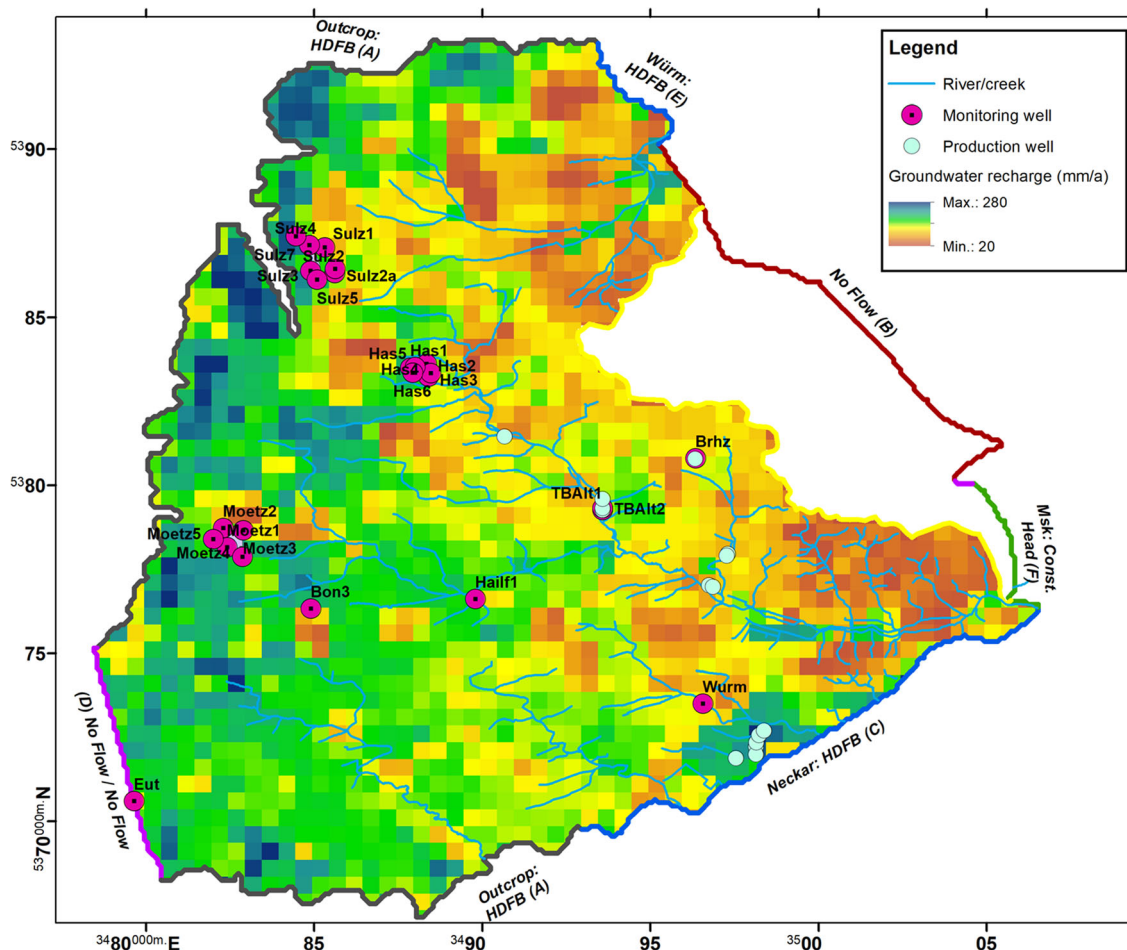 Outcrop:
HDFB (A)
Würm:
HDFB (E)
Legend
River/creek
Monitoring well
Production well
Groundwater recharge (mm/a)
Max.: 280
Min.: 20
5390
Sulz4
Sulz1
Sulz7
Sulz2
Sulz3
Sulz2a
Sulz5
No Flow (B)
85
Has5
Has1
Has4
Has2
Has3
Has6
Brhz
5380
TBAlt1
TBAlt2
Msk: Const.
Head (F)
Moetz2
Moetz5
Moetz1
Moetz4
Moetz3
Bon3
Hailf1
75
Wurm
(D) No Flow / No Flow
Neckar: HDFB (C)
Eut
5370000m. N
Outcrop:
HDFB (A)
3480000m. E
85
3490
95
3500
05